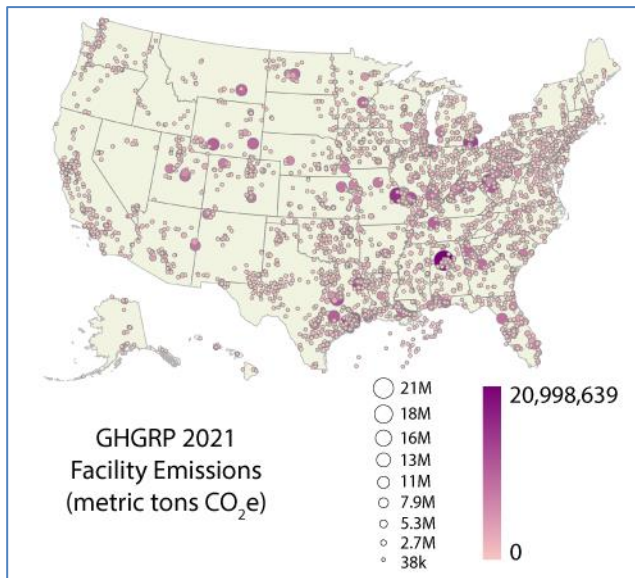 GHGRP 2021
Facility Emissions
(metric tons CO₂e)
21M
18M
16M
13M
11M
7.9M
5.3M
2.7M
38k
20,998,639
0